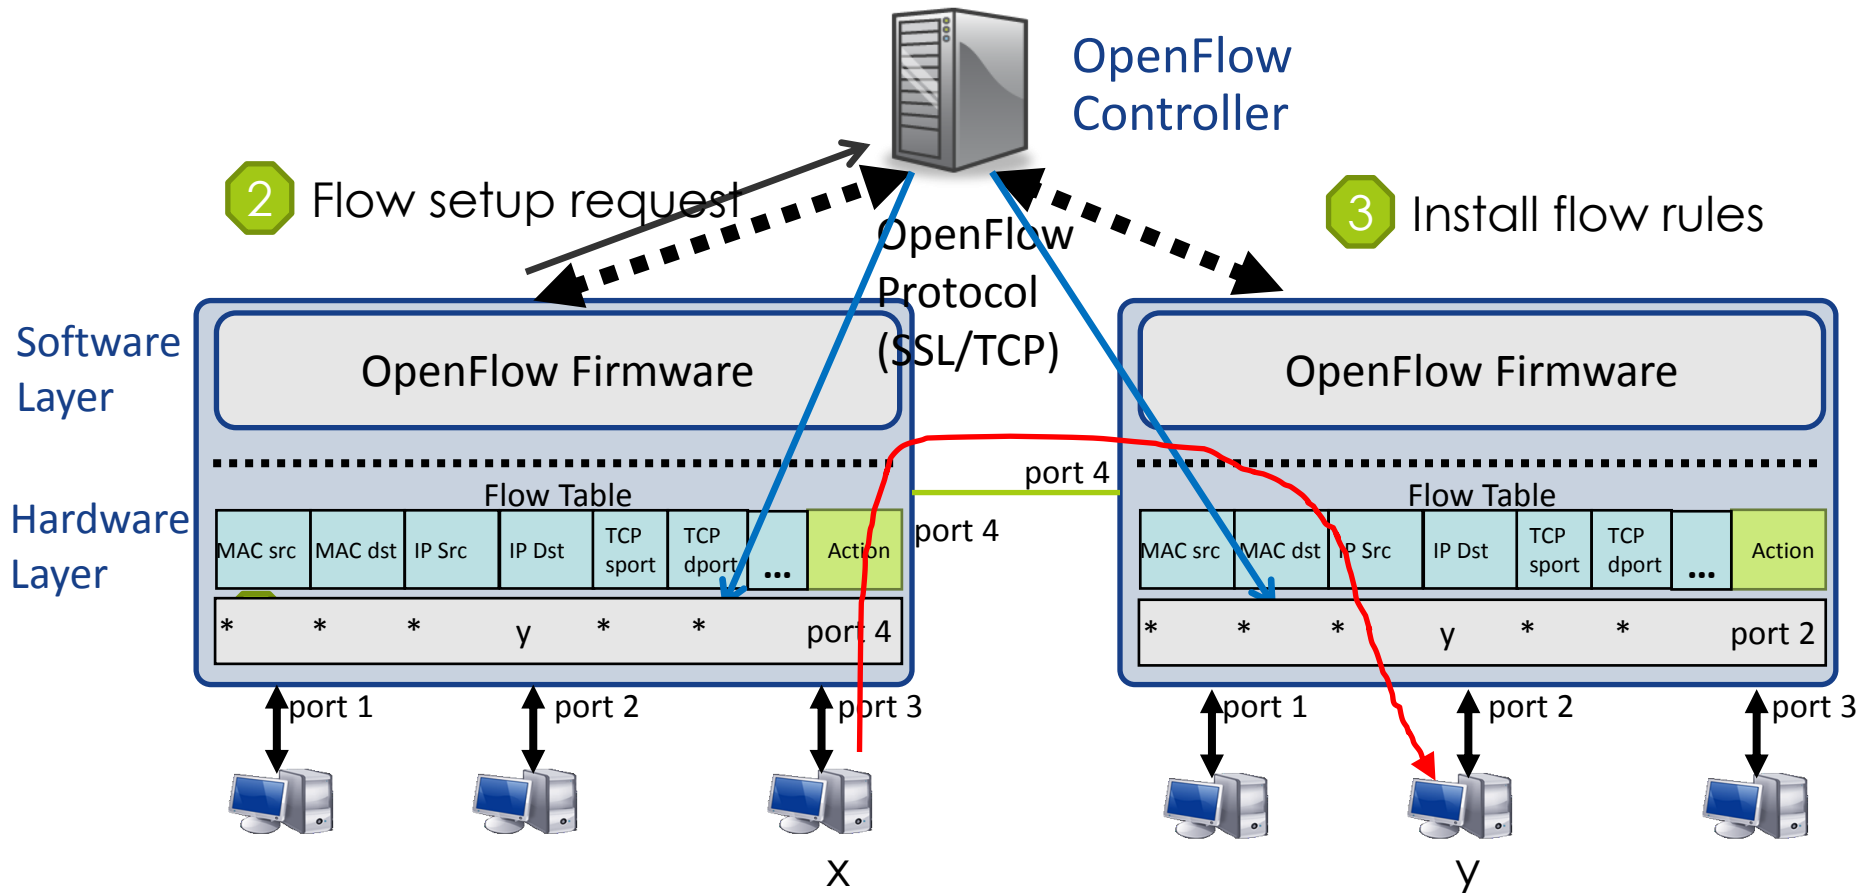 OpenFlow
Controller
2 Flow setup request
3 Install flow rules
OpenFlow
Protocol
(SSL/TCP)
Software
Layer
OpenFlow Firmware
OpenFlow Firmware
Hardware
Layer
Flow Table
MAC src MAC dst IP Src IP Dst TCP sport TCP dport ... Action
* * * y * * port 4
port 4
port 4
Flow Table
MAC src MAC dst IP Src IP Dst TCP sport TCP dport ... Action
* * * y * * port 2
port 1 port 2 port 3
port 1 port 2 port 3
x
y